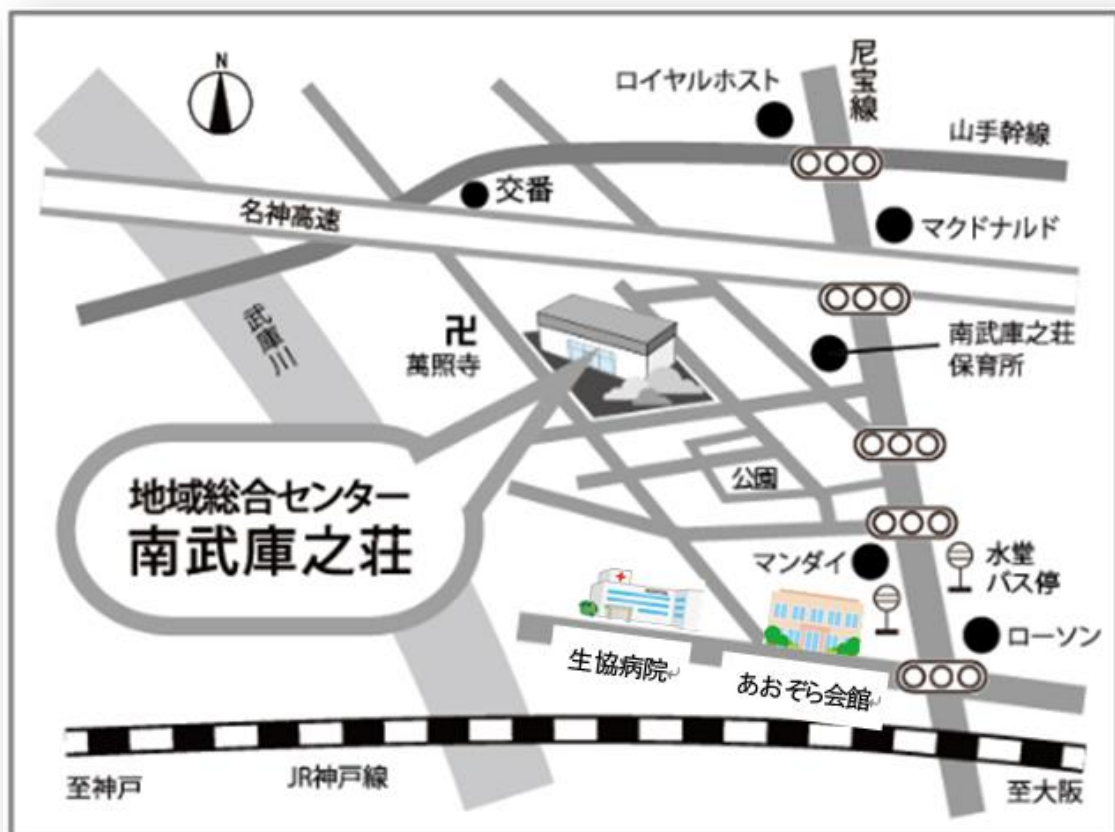 N
ロイヤルホスト
尼宝線
山手幹線
交番
名神高速
マクドナルド
武庫川
卍
萬照寺
南武庫之荘
保育所
地域総合センター
南武庫之荘
公園
マンダイ
水堂
バス停
HOSPITAL
ローソン
生協病院
あおぞら会館
至神戸
JR神戸線
至大阪